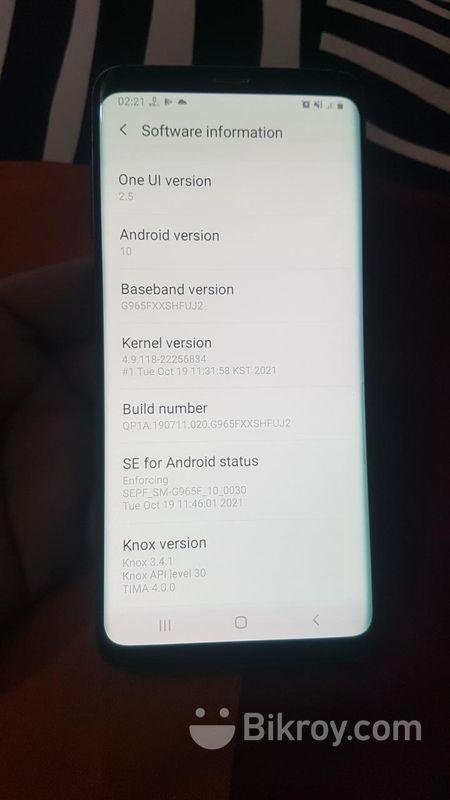 02:21
Software information
One UI version
2.5
Android version
10
Baseband version
G965FXXSHFUJ2
Kernel version
4.9.118-22256834
#1 Tue Oct 19 11:31:58 KST 2021
Build number
QP1A.190711.020.G965FXXSHFUJ2
SE for Android status
Enforcing
SEPF_SM-G965F_10_0030
Tue Oct 19 11:46:01 2021
Knox version
Knox 3.4.1
Knox API level 30
TIMA 4.0.0
Bikroy.com